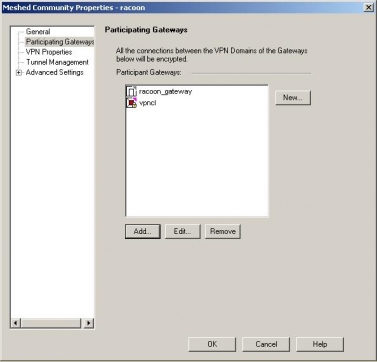 Meshed Community Properties - racoon
General
Participating Gateways
VPN Properties
Tunnel Management
Advanced Settings
Participating Gateways
All the connections between the VPN Domains of the Gateways
below will be encrypted.
Participant Gateways:
racoon_gateway
vpncl
New...
Add...
Edit...
Remove
OK
Cancel
Help